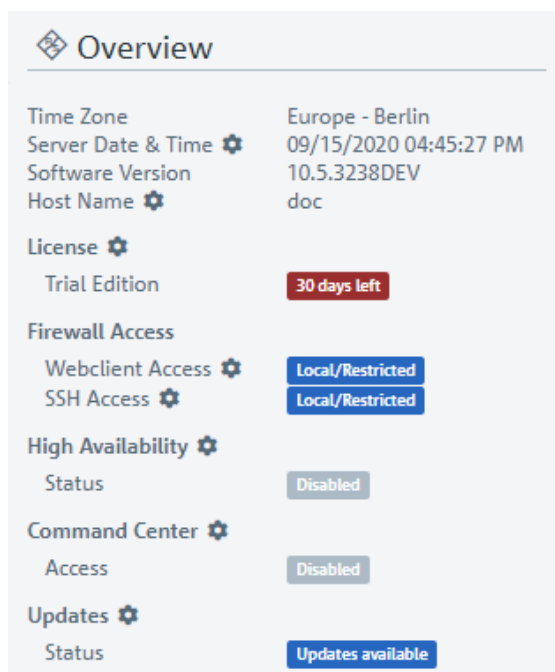 Overview
Time Zone Europe - Berlin
Server Date & Time 09/15/2020 04:45:27 PM
Software Version 10.5.3238DEV
Host Name doc
License
Trial Edition 30 days left
Firewall Access
Webclient Access Local/Restricted
SSH Access Local/Restricted
High Availability
Status Disabled
Command Center
Access Disabled
Updates
Status Updates available